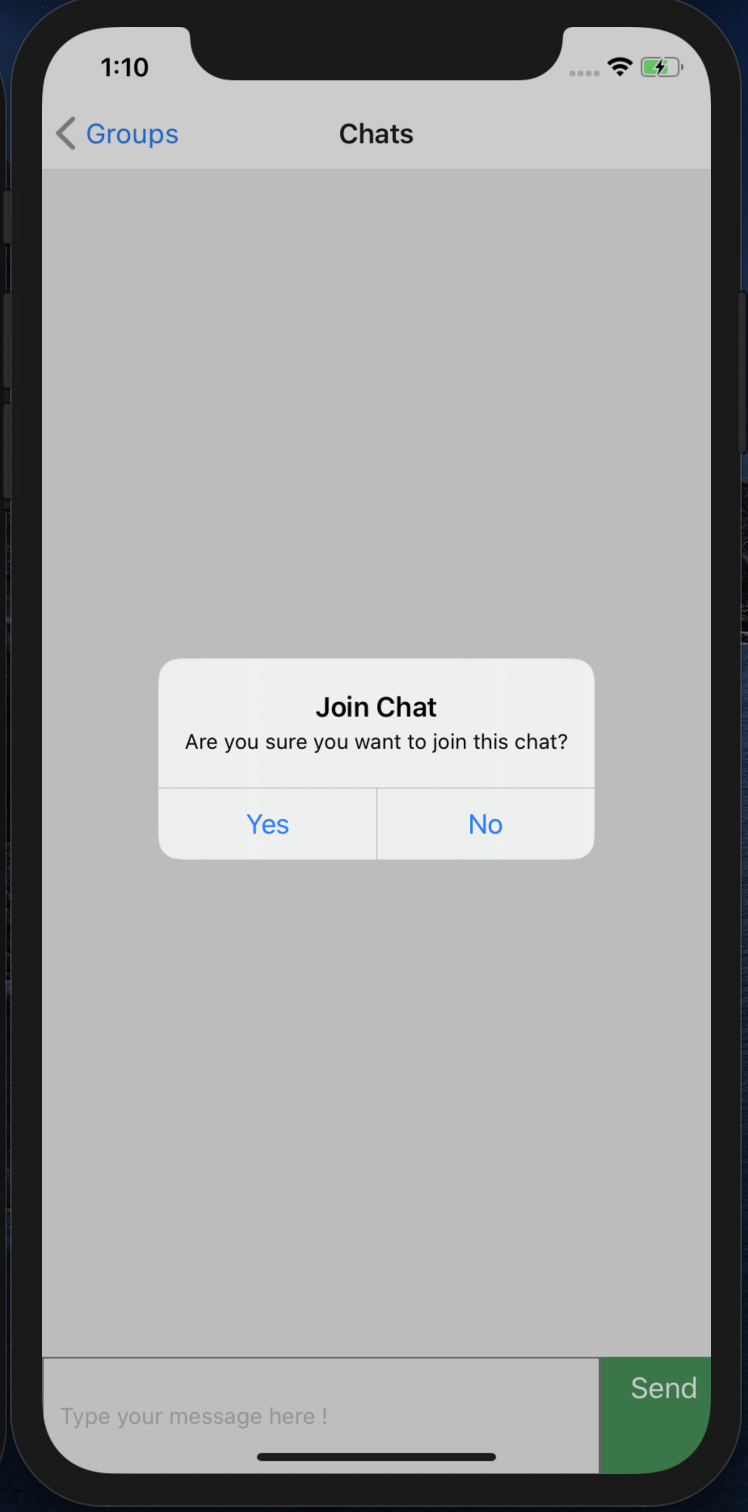 1:10
Groups
Chats
Join Chat
Are you sure you want to join this chat?
Yes
No
Type your message here !
Send